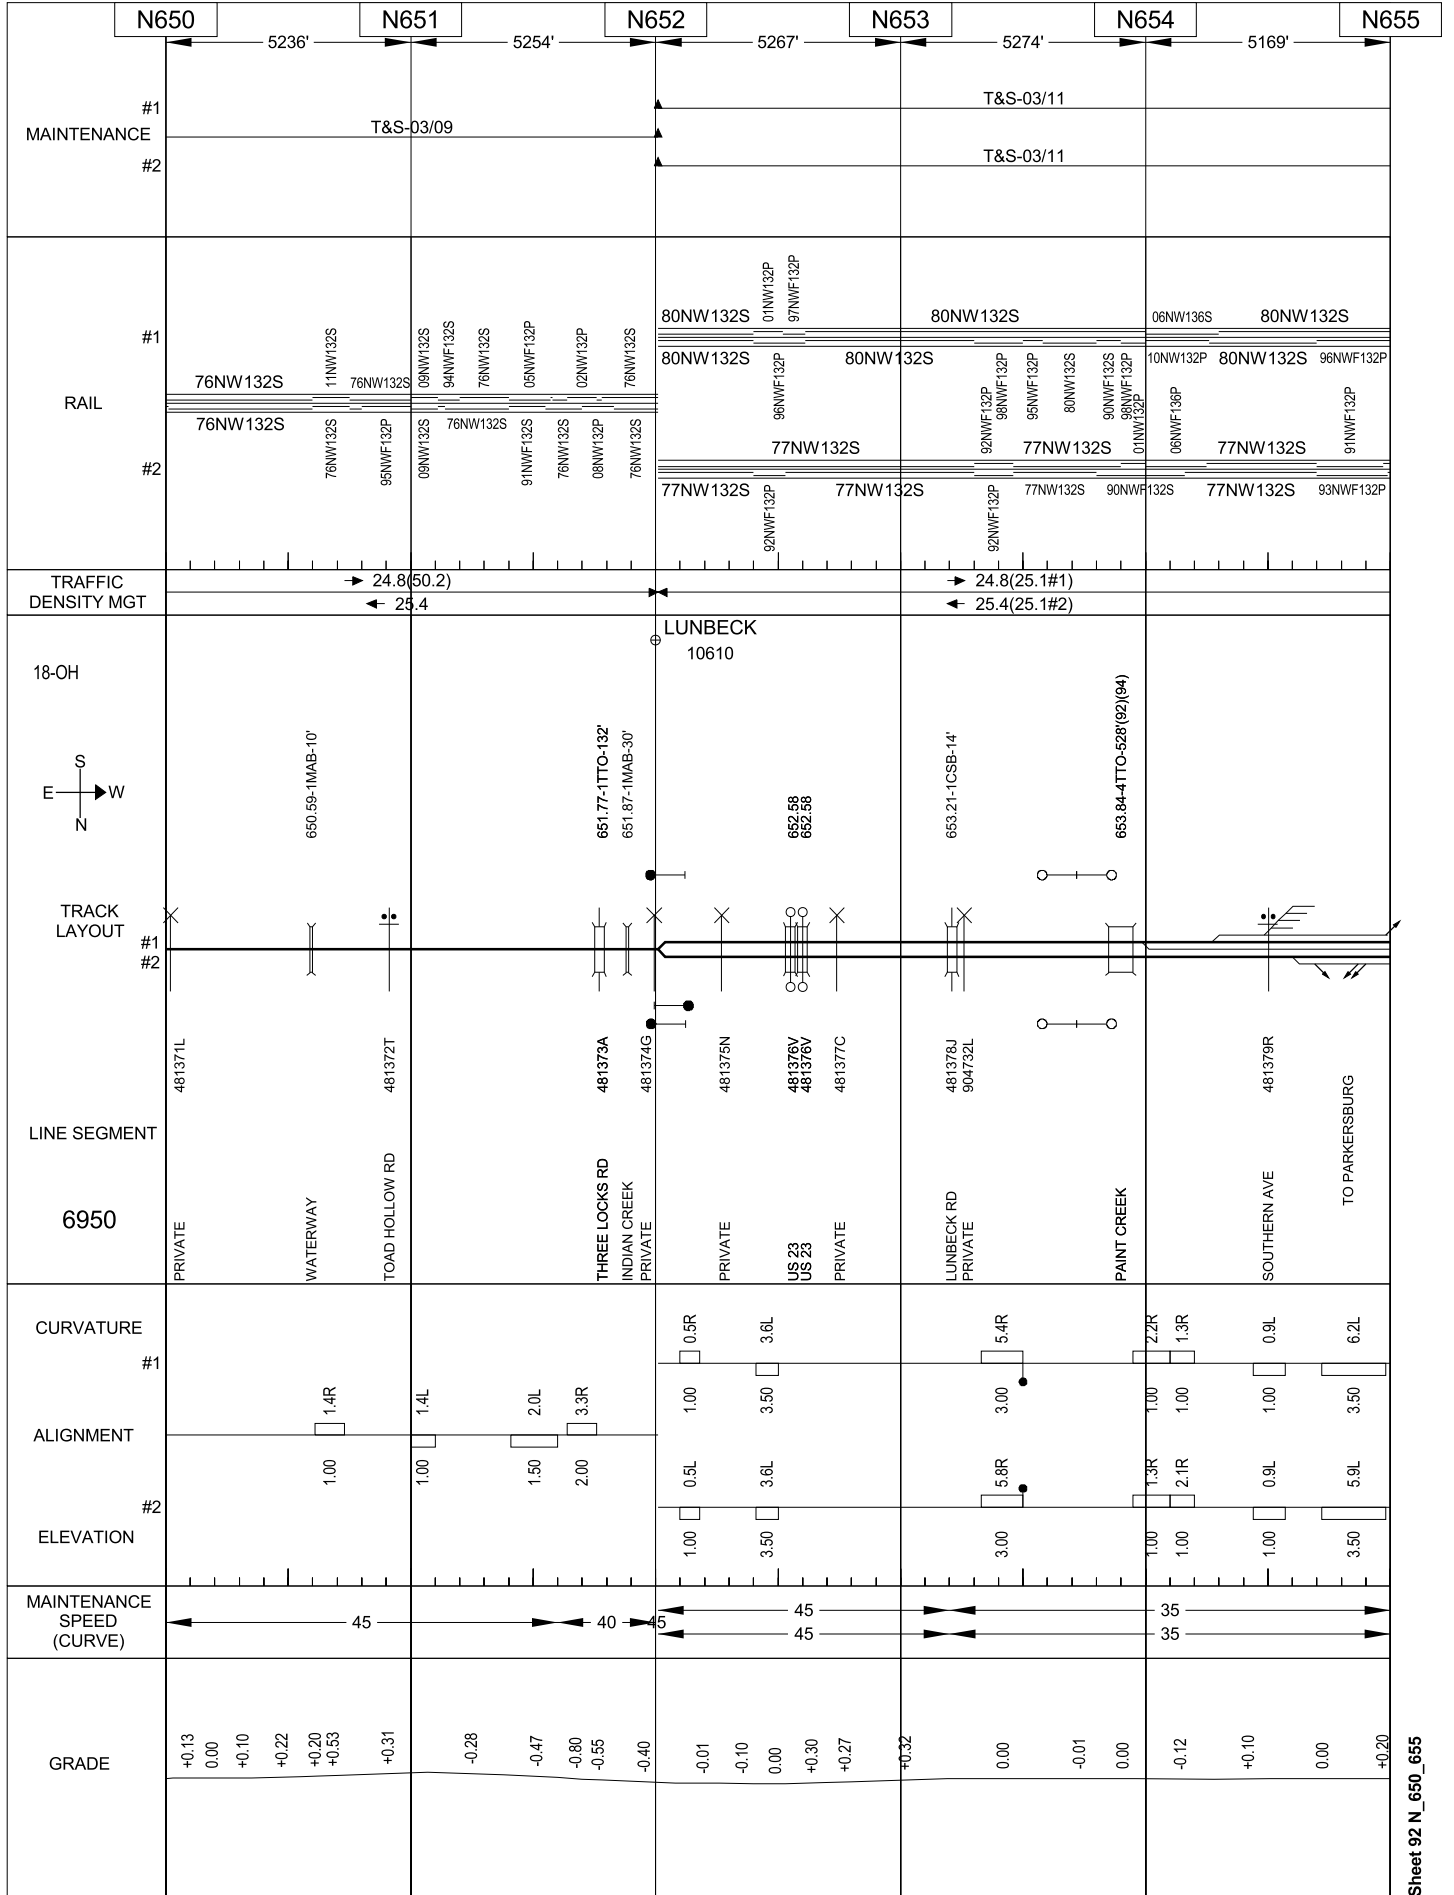 N650 N651 N652 N653 N654 N655
5236' 5254' 5267' 5274' 5169'
#1 T&S-03/11
MAINTENANCE T&S-03/09
#2 T&S-03/11
01NW132P 97NWF132P
80NW132S 80NW132S 06NW136S 80NW132S
#1
11NW132S 09NW132S 94NWF132S 76NW132S 05NWF132P 02NW132P 76NW132S
80NW132S 80NW132S 10NW132P 80NW132S 96NWF132P
76NW132S 76NW132S
96NWF132P 92NWF132P 98NWF132P 95NWF132P 80NW132S 90NWF132S 98NWF132P 01NW132P 06NWF136P 91NWF132P
RAIL
76NW132S 76NW132S
77NW132S 77NW132S 77NW132S
76NW132S 95NWF132P 09NW132S 91NWF132S 76NW132S 08NW132P 76NW132S
#2
77NW132S 77NW132S 77NW132S 90NWF132S 77NW132S 93NWF132P
92NWF132P 92NWF132P
TRAFFIC
DENSITY MGT
24.8(50.2) 24.8(25.1#1)
25.4 25.4(25.1#2)
LUNBECK
10610
18-OH
S
E W
N
650.59-1MAB-10' 651.77-1TTO-132' 651.87-1MAB-30' 652.58 652.58 653.21-1CSB-14' 653.84-4TTO-528'(92)(94)
TRACK
LAYOUT
#1
#2
481371L 481372T 481373A 481374G 481375N 481376V 481376V 481377C 481378J 904732L 481379R
LINE SEGMENT
6950
PRIVATE WATERWAY TOAD HOLLOW RD THREE LOCKS RD INDIAN CREEK PRIVATE PRIVATE US 23 US 23 PRIVATE LUNBECK RD PRIVATE PAINT CREEK SOUTHERN AVE TO PARKERSBURG
CURVATURE
0.5R 3.6L 5.4R 2.2R 1.3R 0.9L 6.2L
#1
1.00 3.50 3.00 1.00 1.00 1.00 3.50
1.4R 1.4L 2.0L 3.3R
ALIGNMENT
1.00 1.00 1.50 2.00
0.5L 3.6L 5.8R 1.3R 2.1R 0.9L 5.9L
#2
ELEVATION
1.00 3.50 3.00 1.00 1.00 1.00 3.50
MAINTENANCE
SPEED
(CURVE)
45 40 45 45 35
45 35
GRADE
+0.13 0.00 +0.10 +0.22 +0.20 +0.53 +0.31 -0.28 -0.47 -0.80 -0.55 -0.40 -0.01 -0.10 0.00 +0.30 +0.27 +0.32 0.00 -0.01 0.00 -0.12 +0.10 0.00 +0.20
Sheet 92 N_650_655